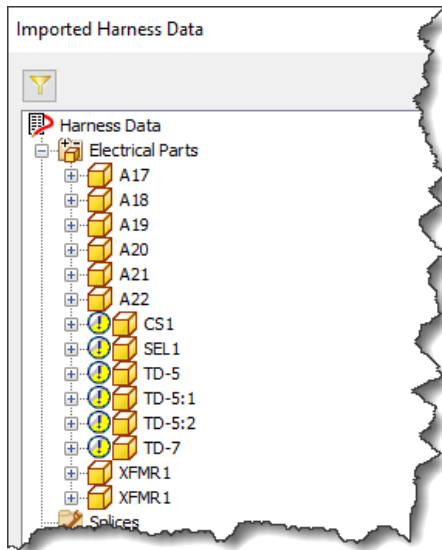 Imported Harness Data
Harness Data
Electrical Parts
A17
A18
A19
A20
A21
A22
CS1
SEL1
TD-5
TD-5:1
TD-5:2
TD-7
XFMR1
XFMR1
Splices